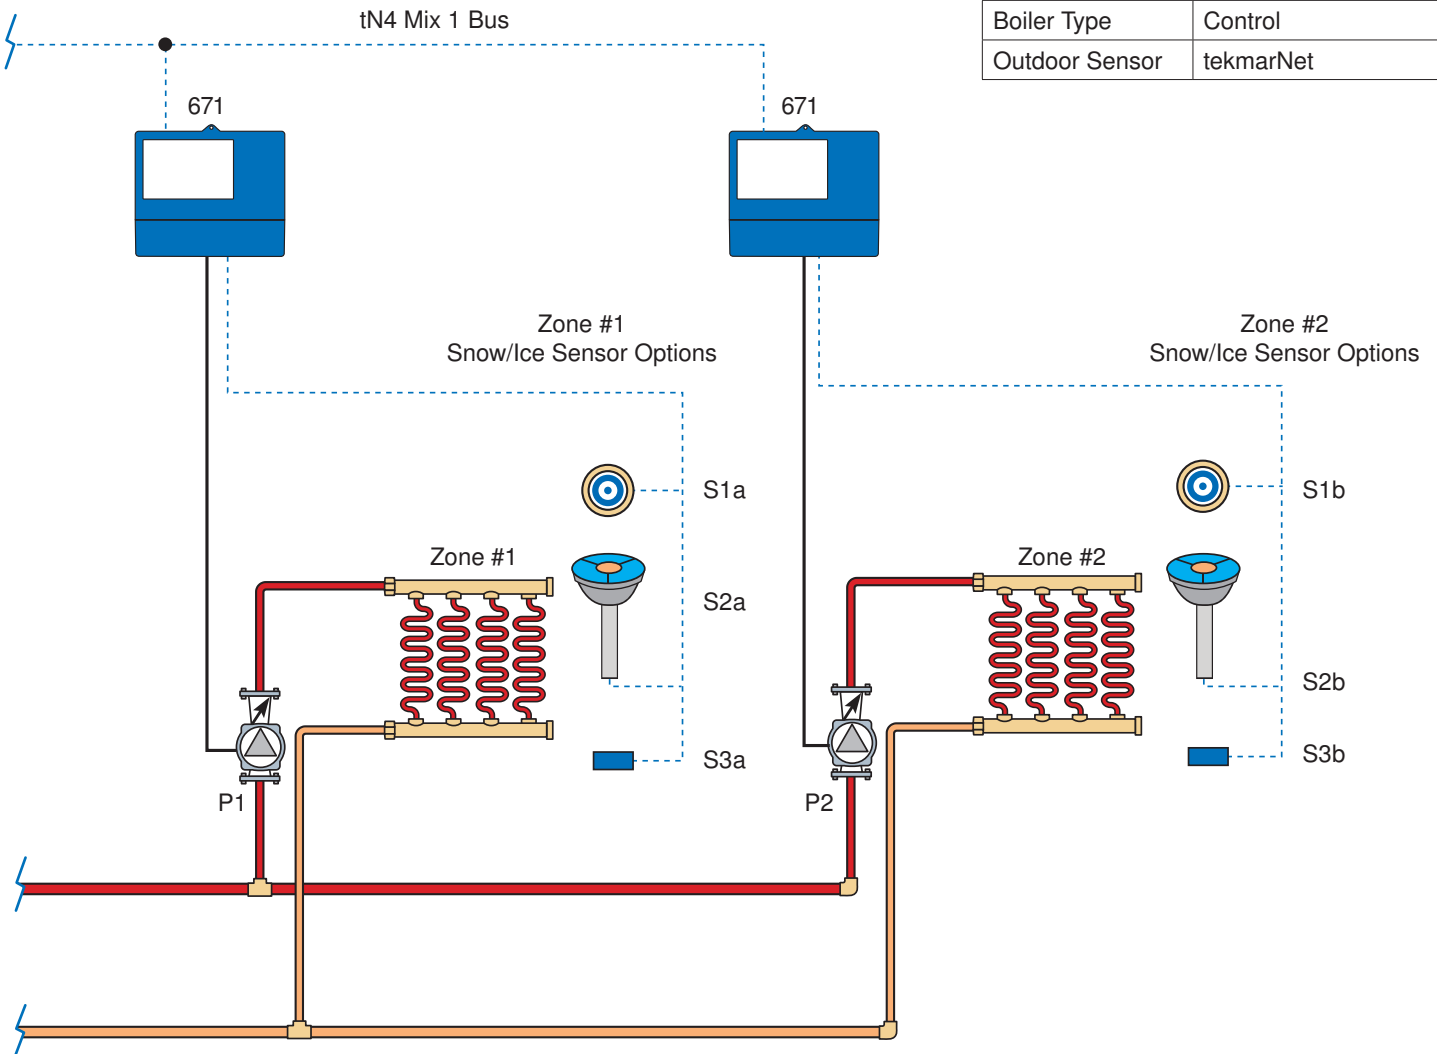 tN4 Mix 1 Bus
Boiler Type Control
Outdoor Sensor tekmarNet
671
671
Zone #1
Snow/Ice Sensor Options
Zone #2
Snow/Ice Sensor Options
S1a
S1b
Zone #1
Zone #2
S2a
S2b
S3a
S3b
P1
P2